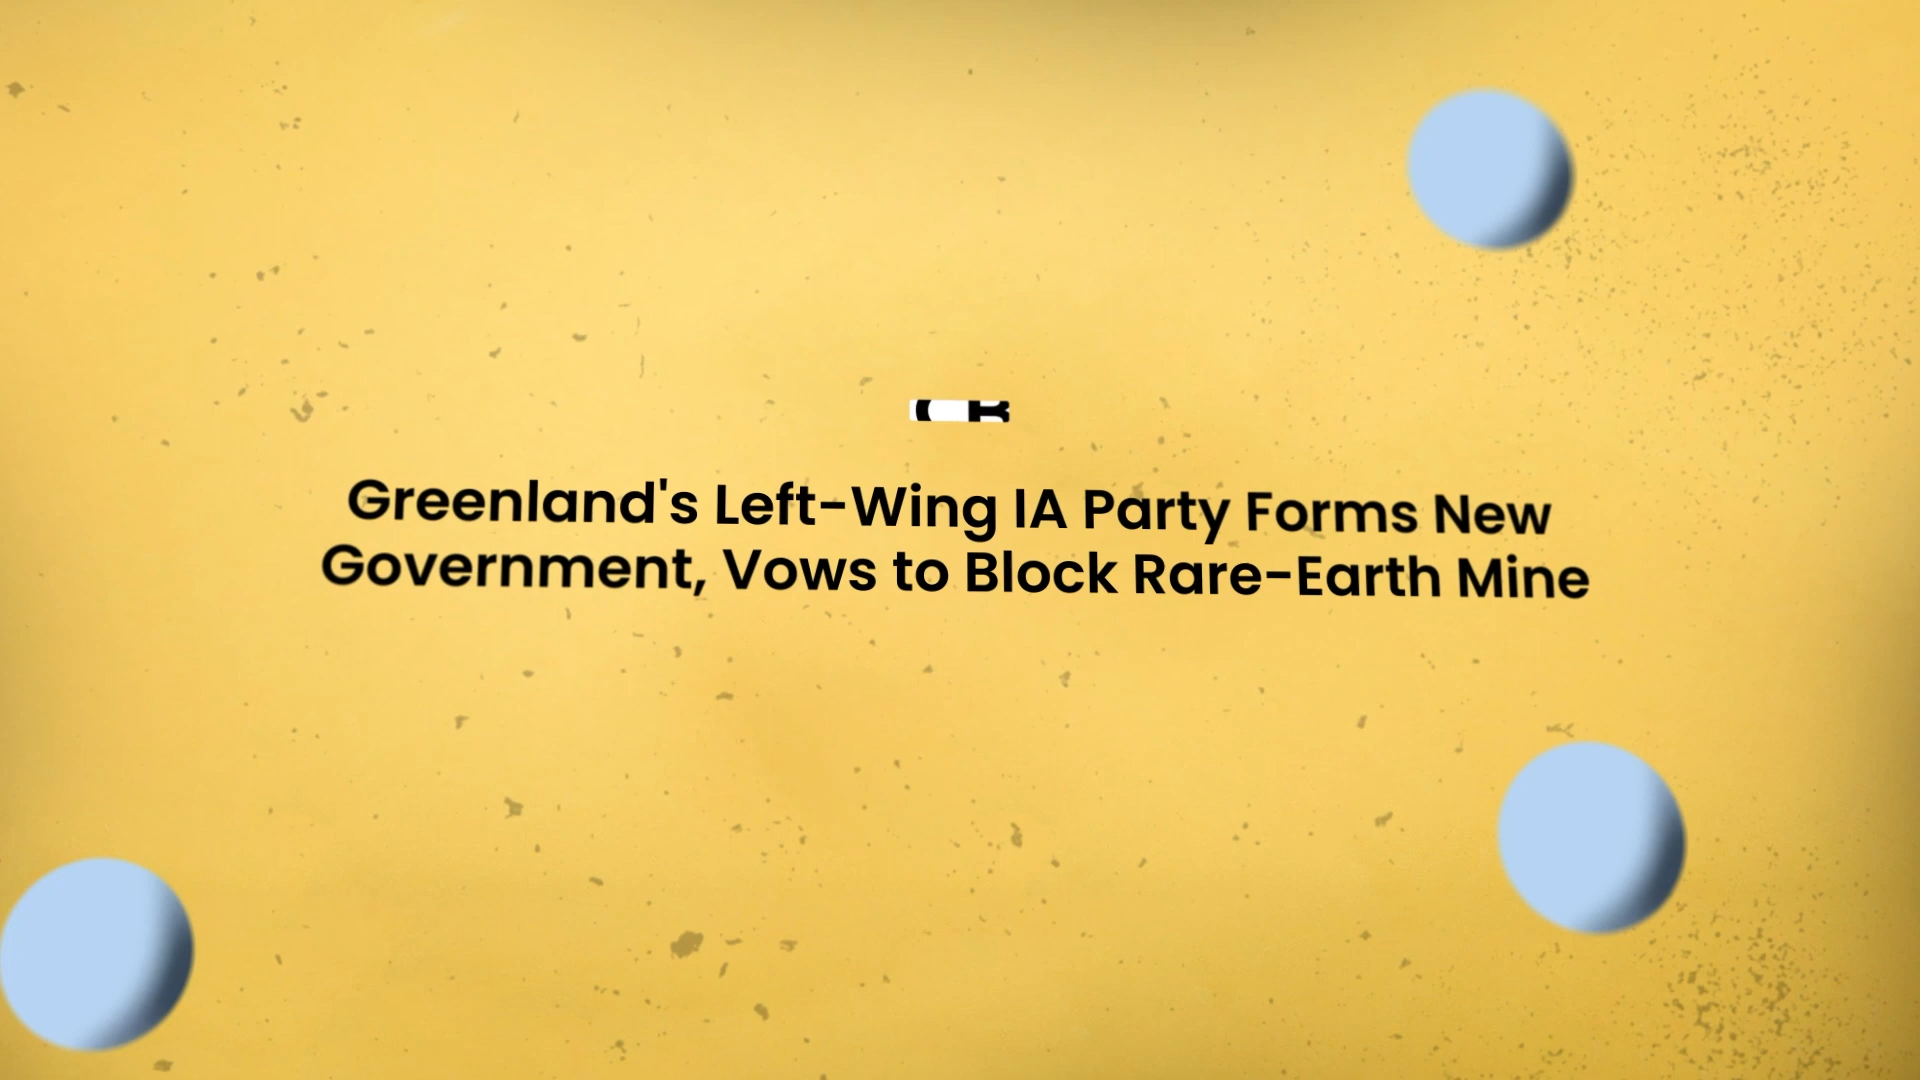 Greenland's Left-Wing IA Party Forms New
Government, Vows to Block Rare-Earth Mine